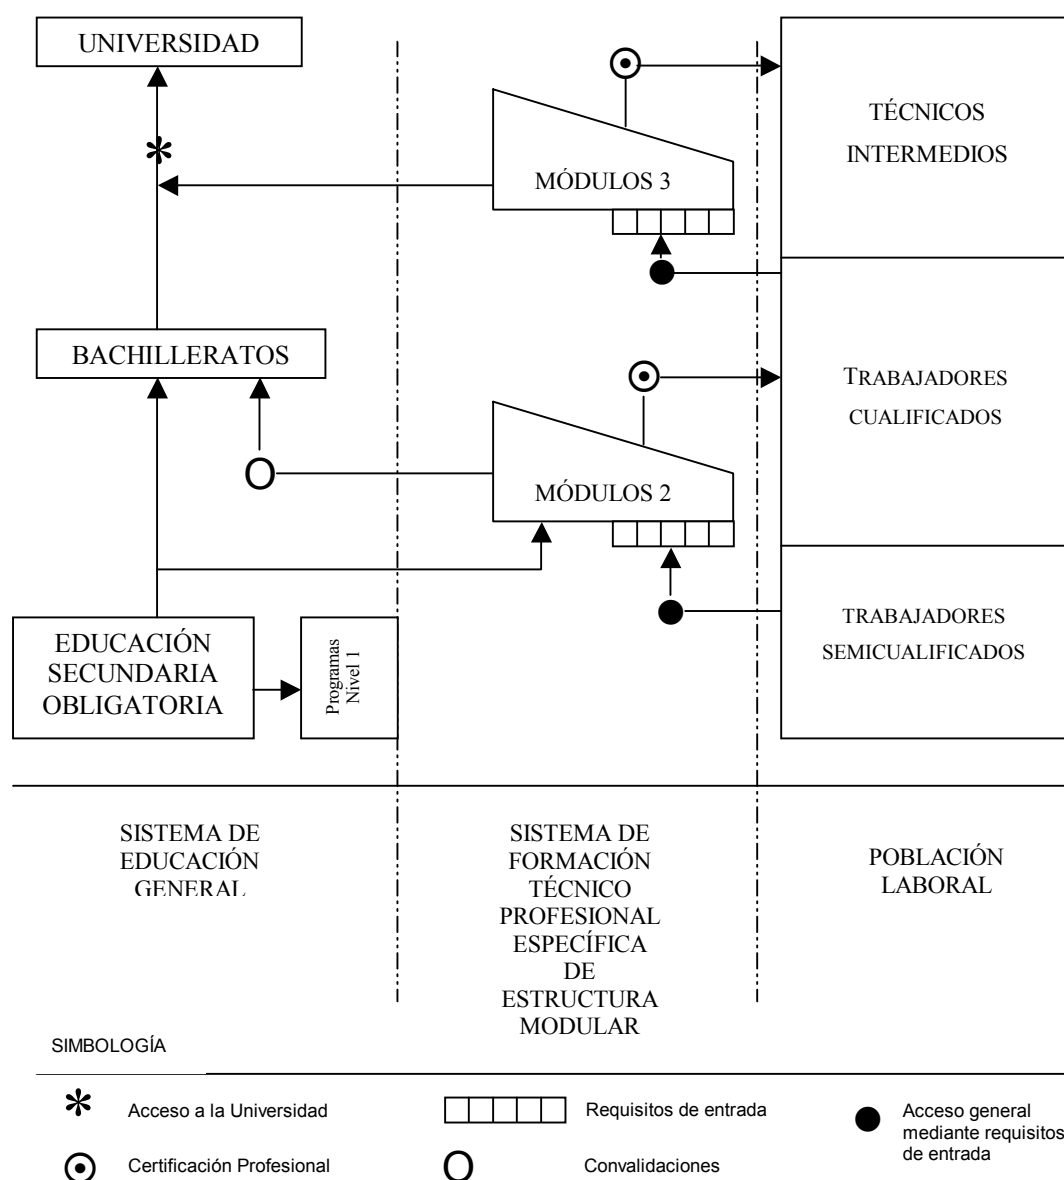 UNIVERSIDAD
TÉCNICOS
INTERMEDIOS
*
MÓDULOS 3
BACHILLERATOS
TRABAJADORES
CUALIFICADOS
MÓDULOS 2
EDUCACIÓN
SECUNDARIA
OBLIGATORIA
Programas
Nivel 1
TRABAJADORES
SEMICUALIFICADOS
SISTEMA DE
EDUCACIÓN
GENERAL
SISTEMA DE
FORMACIÓN
TÉCNICO
PROFESIONAL
ESPECÍFICA
DE
ESTRUCTURA
MODULAR
POBLACIÓN
LABORAL
SIMBOLOGÍA
* Acceso a la Universidad
Requisitos de entrada
Acceso general
mediante requisitos
de entrada
Certificación Profesional
Convalidaciones